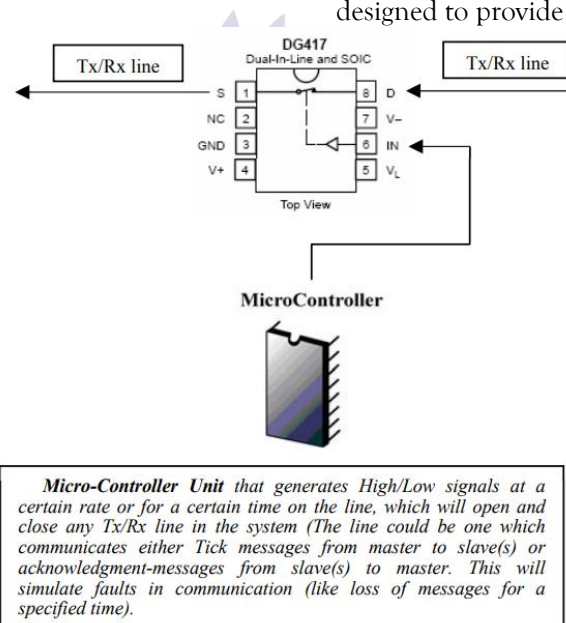 designed to provide
DG417
Dual-In-Line and SOIC
Tx/Rx line
Tx/Rx line
S 1
8 D
NC 2
7 V–
GND 3
6 IN
V+ 4
5 VL
Top View
MicroController
Micro-Controller Unit that generates High/Low signals at a
certain rate or for a certain time on the line, which will open and
close any Tx/Rx line in the system (The line could be one which
communicates either Tick messages from master to slave(s) or
acknowledgment-messages from slave(s) to master. This will
simulate faults in communication (like loss of messages for a
specified time).